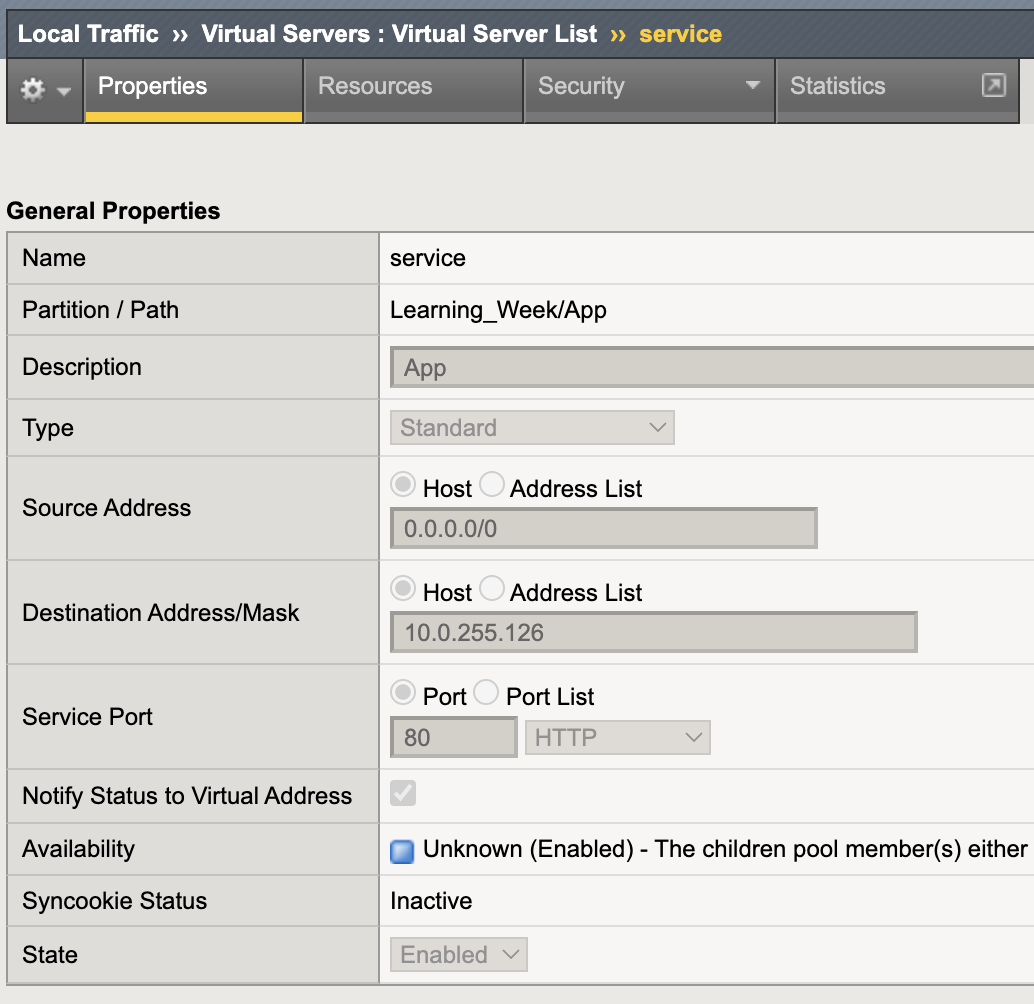 Local Traffic ›› Virtual Servers : Virtual Server List ›› service
Properties Resources Security Statistics
General Properties
Name service
Partition / Path Learning_Week/App
Description App
Type Standard
Source Address Host Address List
0.0.0.0/0
Destination Address/Mask Host Address List
10.0.255.126
Service Port Port Port List
80 HTTP
Notify Status to Virtual Address
Availability Unknown (Enabled) - The children pool member(s) either
Syncookie Status Inactive
State Enabled